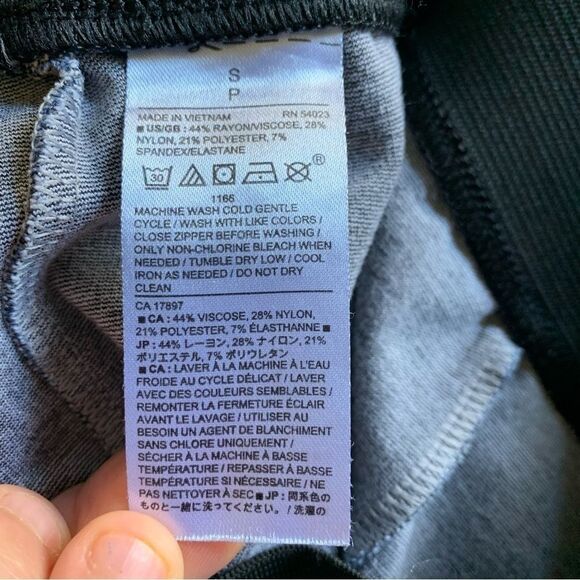 S
P
MADE IN VIETNAM RN 54023
■ US/GB : 44% RAYON/VISCOSE, 28%
NYLON, 21% POLYESTER, 7%
SPANDEX/ELASTANE
30 ®
1166
MACHINE WASH COLD GENTLE
CYCLE / WASH WITH LIKE COLORS /
CLOSE ZIPPER BEFORE WASHING /
ONLY NON-CHLORINE BLEACH WHEN
NEEDED / TUMBLE DRY LOW / COOL
IRON AS NEEDED / DO NOT DRY
CLEAN
CA 17897
■ CA : 44% VISCOSE, 28% NYLON,
21% POLYESTER, 7% ÉLASTHANNE ■
JP : 44% レーヨン, 28% ナイロン, 21%
ポリエステル, 7% ポリウレタン
■ CA : LAVER À LA MACHINE À L'EAU
FROIDE AU CYCLE DÉLICAT / LAVER
AVEC DES COULEURS SEMBLABLES /
REMONTER LA FERMETURE ÉCLAIR
AVANT LE LAVAGE / UTILISER AU
BESOIN UN AGENT DE BLANCHIMENT
SANS CHLORE UNIQUEMENT /
SÉCHER À LA MACHINE À BASSE
TEMPÉRATURE / REPASSER À BASSE
TEMPÉRATURE SI NÉCESSAIRE / NE
PAS NETTOYER À SEC ■ JP : 同系色の
ものと一緒に洗って下さい / 洗濯の